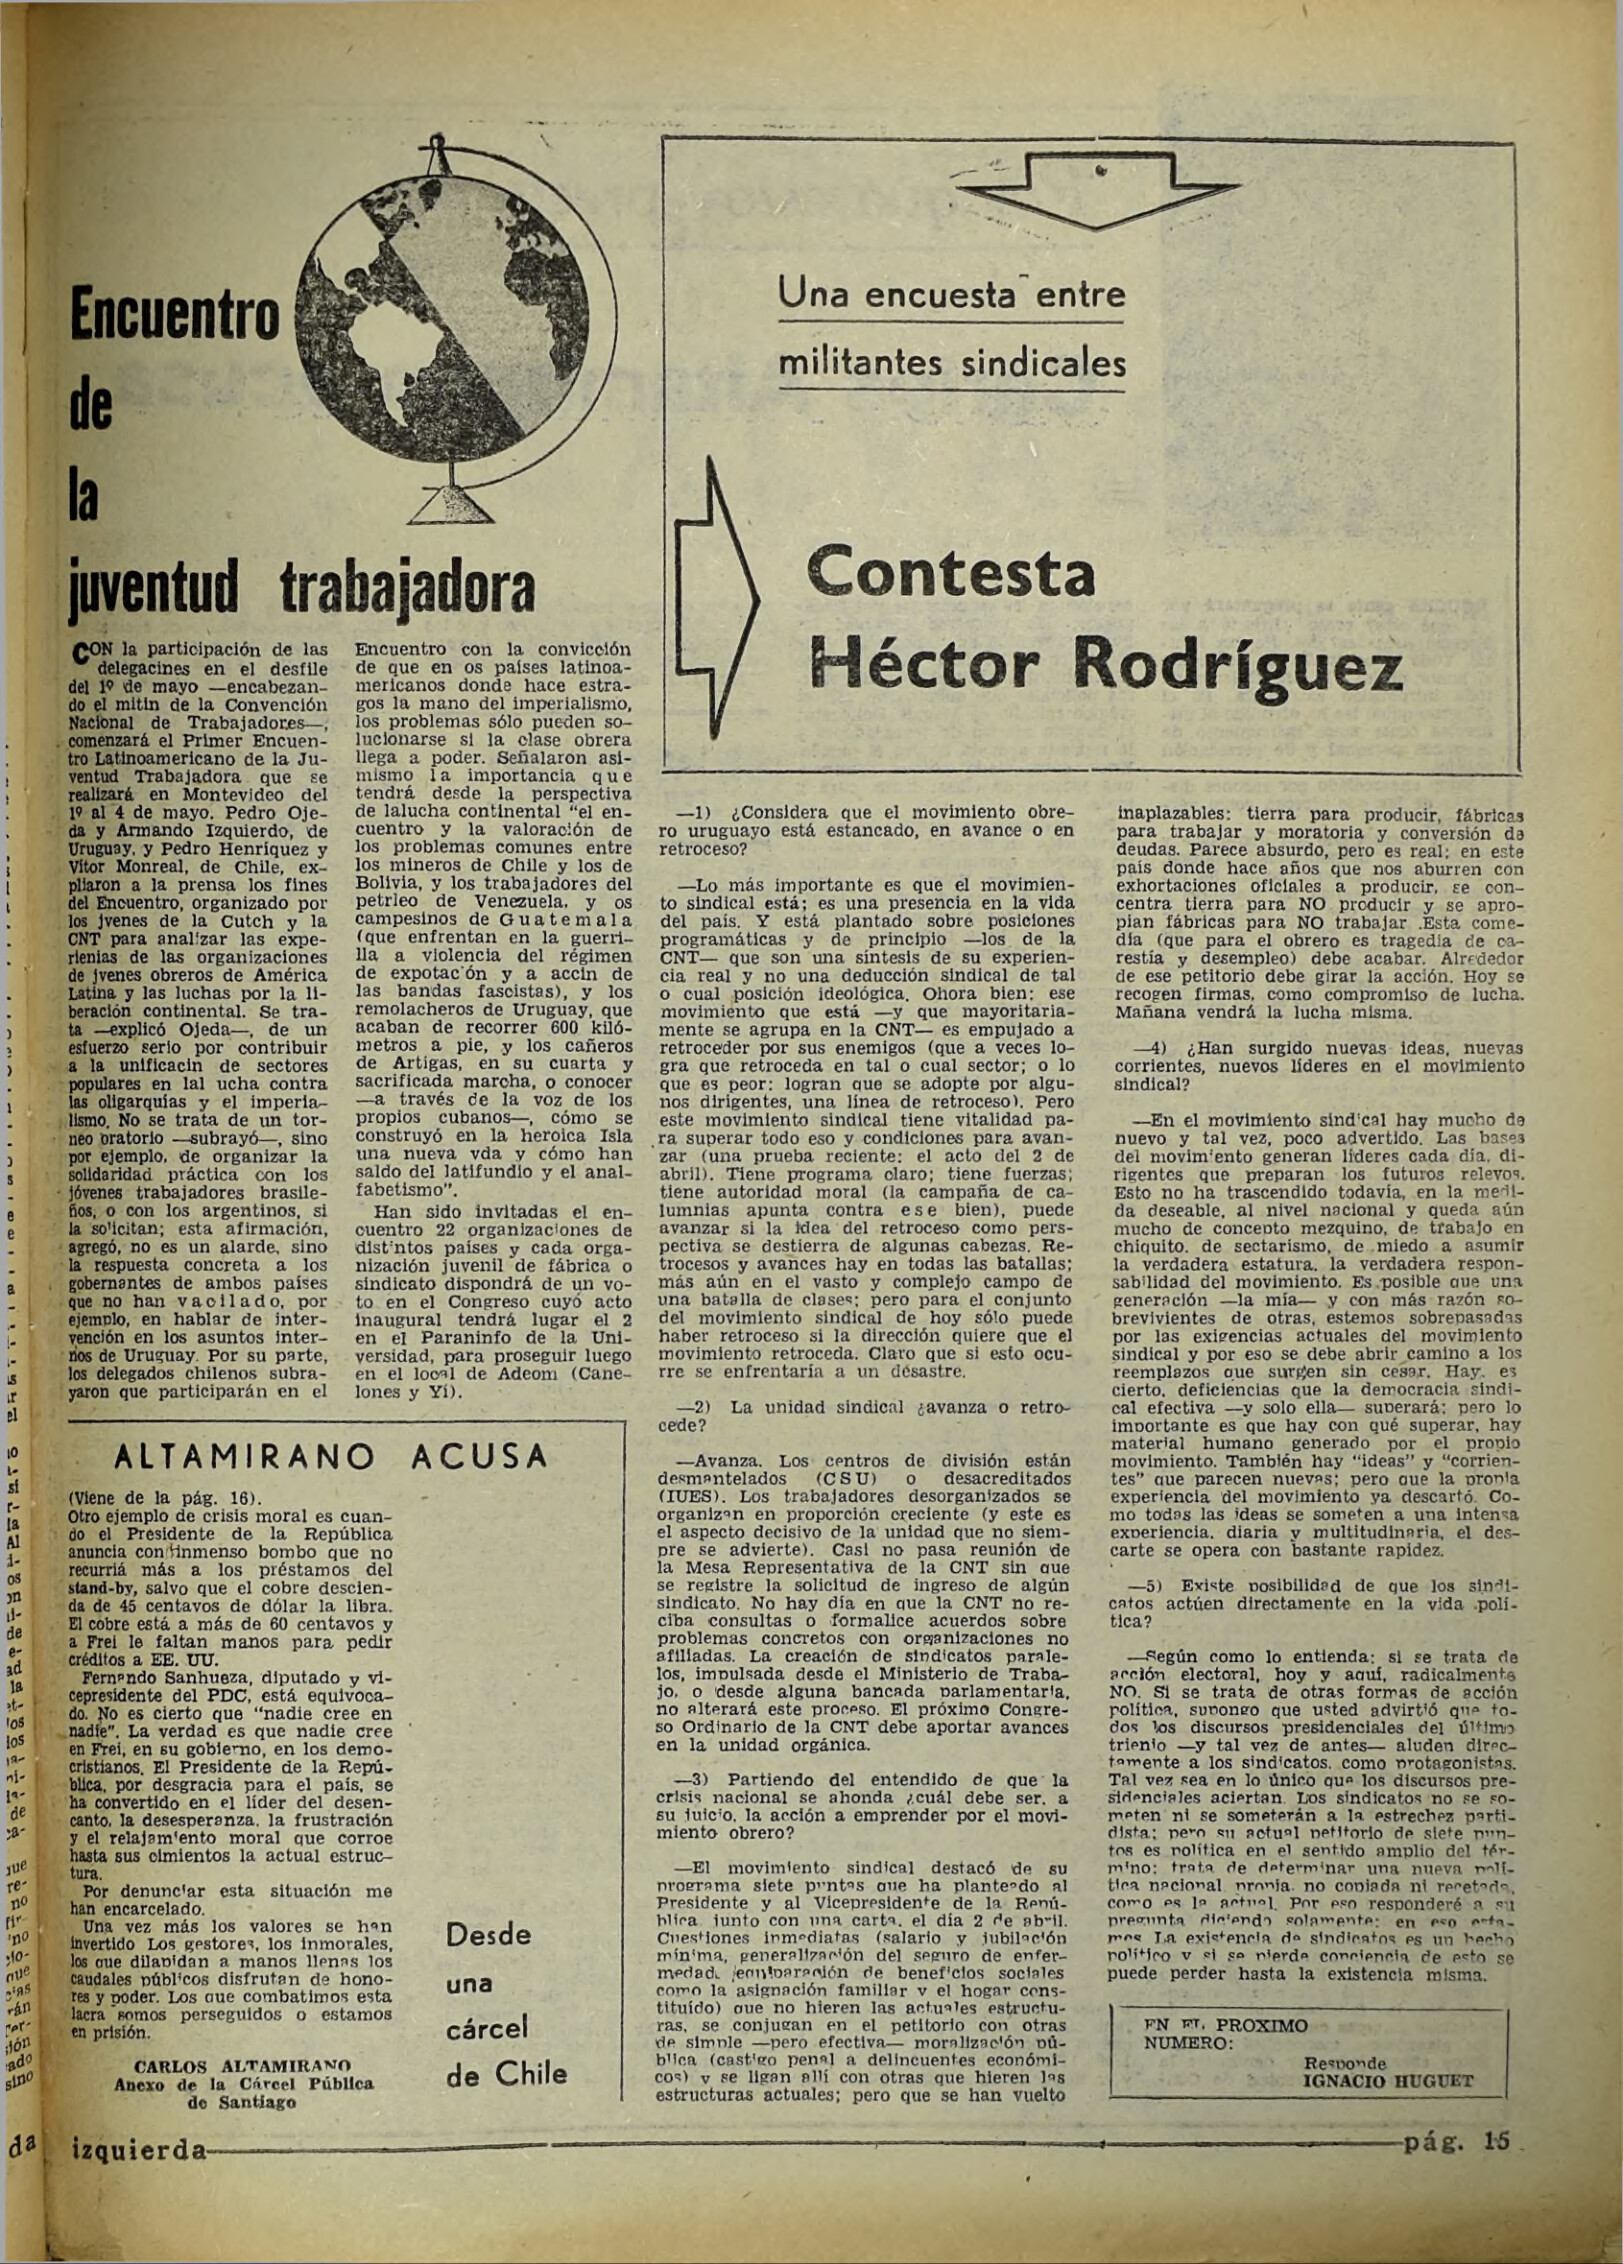 Encuentro
de
la
juventud trabajadora
CON la participación de las
delegacines en el desfile
del 1º de mayo —encabezan-
do el mitin de la Convención
Nacional de Trabajadores—,
comenzará el Primer Encuen-
tro Latinoamericano de la Ju-
ventud Trabajadora que se
realizará en Montevideo del
1º al 4 de mayo. Pedro Oje-
da y Armando Izquierdo, de
Uruguay, y Pedro Henríquez y
Vítor Monreal, de Chile, ex-
pliaron a la prensa los fines
del Encuentro, organizado por
los jvenes de la Cutch y la
CNT para analizar las expe-
rienias de las organizaciones
de jvenes obreros de América
Latina y las luchas por la li-
beración continental. Se tra-
ta —explicó Ojeda—, de un
esfuerzo serio por contribuir
a la unificacin de sectores
populares en lal ucha contra
las oligarquías y el imperia-
lismo. No se trata de un tor-
neo oratorio —subrayó—, sino
por ejemplo, de organizar la
solidaridad práctica con los
jóvenes trabajadores brasile-
ños, o con los argentinos, si
la solicitan; esta afirmación,
agregó, no es un alarde, sino
la respuesta concreta a los
gobernantes de ambos países
que no han vacilado, por
ejemplo, en hablar de inter-
vención en los asuntos inter-
nos de Uruguay. Por su parte,
los delegados chilenos subra-
yaron que participarán en el
Encuentro con la convicción
de que en os países latinoa-
mericanos donde hace estra-
gos la mano del imperialismo,
los problemas sólo pueden so-
lucionarse si la clase obrera
llega a poder. Señalaron asi-
mismo la importancia que
tendrá desde la perspectiva
de lalucha continental "el en-
cuentro y la valoración de
los problemas comunes entre
los mineros de Chile y los de
Bolivia, y los trabajadores del
petrleo de Venezuela, y os
campesinos de Guatemala
(que enfrentan en la guerri-
lla a violencia del régimen
de expotación y a accin de
las bandas fascistas), y los
remolacheros de Uruguay, que
acaban de recorrer 600 kiló-
metros a pie, y los cañeros
de Artigas, en su cuarta y
sacrificada marcha, o conocer
—a través de la voz de los
propios cubanos—, cómo se
construyó en la heroica Isla
una nueva vda y cómo han
saldo del latifundio y el anal-
fabetismo".
Han sido invitadas el en-
cuentro 22 organizaciones de
distintos países y cada orga-
nización juvenil de fábrica o
sindicato dispondrá de un vo-
to en el Congreso cuyó acto
inaugural tendrá lugar el 2
en el Paraninfo de la Uni-
versidad, para proseguir luego
en el local de Adeom (Cane-
lones y Yí).
ALTAMIRANO ACUSA
(Viene de la pág. 16).
Otro ejemplo de crisis moral es cuan-
do el Presidente de la República
anuncia con inmenso bombo que no
recurriá más a los préstamos del
stand-by, salvo que el cobre descien-
da de 45 centavos de dólar la libra.
El cobre está a más de 60 centavos y
a Frei le faltan manos para pedir
créditos a EE. UU.
Fernando Sanhueza, diputado y vi-
cepresidente del PDC, está equivoca-
do. No es cierto que "nadie cree en
nadie". La verdad es que nadie cree
en Frei, en su gobierno, en los demo-
cristianos. El Presidente de la Repú-
blica, por desgracia para el país, se
ha convertido en el líder del desen-
canto, la desesperanza, la frustración
y el relajamiento moral que corroe
hasta sus cimientos la actual estruc-
tura.
Por denunciar esta situación me
han encarcelado.
Una vez más los valores se han
invertido Los gestores, los inmorales,
los que dilapidan a manos llenas los
caudales públicos disfrutan de hono-
res y poder. Los que combatimos esta
lacra somos perseguidos o estamos
en prisión.
CARLOS ALTAMIRANO
Anexo de la Cárcel Pública
de Santiago
Desde
una
cárcel
de Chile
Una encuesta entre
militantes sindicales
Contesta
Héctor Rodríguez
—1) ¿Considera que el movimiento obre-
ro uruguayo está estancado, en avance o en
retroceso?
—Lo más importante es que el movimien-
to sindical está; es una presencia en la vida
del país. Y está plantado sobre posiciones
programáticas y de principio —los de la
CNT— que son una síntesis de su experien-
cia real y no una deducción sindical de tal
o cual posición ideológica. Ohora bien: ese
movimiento que está —y que mayoritaria-
mente se agrupa en la CNT— es empujado a
retroceder por sus enemigos (que a veces lo-
gra que retroceda en tal o cual sector; o lo
que es peor: logran que se adopte por algu-
nos dirigentes, una línea de retroceso). Pero
este movimiento sindical tiene vitalidad pa-
ra superar todo eso y condiciones para avan-
zar (una prueba reciente: el acto del 2 de
abril). Tiene programa claro; tiene fuerzas;
tiene autoridad moral (la campaña de ca-
lumnias apunta contra ese bien), puede
avanzar si la idea del retroceso como pers-
pectiva se destierra de algunas cabezas. Re-
trocesos y avances hay en todas las batallas;
más aún en el vasto y complejo campo de
una batalla de clases; pero para el conjunto
del movimiento sindical de hoy sólo puede
haber retroceso si la dirección quiere que el
movimiento retroceda. Claro que si esto ocu-
rre se enfrentaría a un desastre.
—2) La unidad sindical ¿avanza o retro-
cede?
—Avanza. Los centros de división están
desmantelados (CSU) o desacreditados
(IUES). Los trabajadores desorganizados se
organizan en proporción creciente (y este es
el aspecto decisivo de la unidad que no siem-
pre se advierte). Casi no pasa reunión de
la Mesa Representativa de la CNT sin que
se registre la solicitud de ingreso de algún
sindicato. No hay día en que la CNT no re-
ciba consultas o formalice acuerdos sobre
problemas concretos con organizaciones no
afiliadas. La creación de sindicatos parale-
los, impulsada desde el Ministerio de Traba-
jo, o desde alguna bancada parlamentaria,
no alterará este proceso. El próximo Congre-
so Ordinario de la CNT debe aportar avances
en la unidad orgánica.
—3) Partiendo del entendido de que la
crisis nacional se ahonda ¿cuál debe ser, a
su juicio, la acción a emprender por el movi-
miento obrero?
—El movimiento sindical destacó de su
programa siete puntos que ha planteado al
Presidente y al Vicepresidente de la Repú-
blica junto con una carta, el día 2 de abril.
Cuestiones inmediatas (salario y jubilación
mínima, generalización del seguro de enfer-
medad, equiparación de beneficios sociales
como la asignación familiar y el hogar cons-
tituído) que no hieren las actuales estructu-
ras, se conjugan en el petitorio con otras
de simple —pero efectiva— moralización pú-
blica (castigo penal a delincuentes económi-
cos) y se ligan allí con otras que hieren las
estructuras actuales; pero que se han vuelto
inaplazables: tierra para producir, fábricas
para trabajar y moratoria y conversión de
deudas. Parece absurdo, pero es real: en este
país donde hace años que nos aburren con
exhortaciones oficiales a producir, se con-
centra tierra para NO producir y se apro-
pian fábricas para NO trabajar .Esta come-
dia (que para el obrero es tragedia de ca-
restía y desempleo) debe acabar. Alrededor
de ese petitorio debe girar la acción. Hoy se
recogen firmas, como compromiso de lucha.
Mañana vendrá la lucha misma.
—4) ¿Han surgido nuevas ideas, nuevas
corrientes, nuevos líderes en el movimiento
sindical?
—En el movimiento sindical hay mucho de
nuevo y tal vez, poco advertido. Las bases
del movimiento generan líderes cada día, di-
rigentes que preparan los futuros relevos.
Esto no ha trascendido todavía, en la medi-
da deseable, al nivel nacional y queda aún
mucho de concepto mezquino, de trabajo en
chiquito, de sectarismo, de miedo a asumir
la verdadera estatura, la verdadera respon-
sabilidad del movimiento. Es posible que una
generación —la mía— y con más razón so-
brevivientes de otras, estemos sobrepasadas
por las exigencias actuales del movimiento
sindical y por eso se debe abrir camino a los
reemplazos que surgen sin cesar. Hay, es
cierto, deficiencias que la democracia sindi-
cal efectiva —y solo ella— superará; pero lo
importante es que hay con qué superar, hay
material humano generado por el propio
movimiento. También hay "ideas" y "corrien-
tes" que parecen nuevas; pero que la propia
experiencia del movimiento ya descartó. Co-
mo todas las ideas se someten a una intensa
experiencia, diaria y multitudinaria, el des-
carte se opera con bastante rapidez.
—5) Existe posibilidad de que los sindi-
catos actúen directamente en la vida polí-
tica?
—Según como lo entienda; si se trata de
acción electoral, hoy y aquí, radicalmente
NO. Si se trata de otras formas de acción
política, supongo que usted advirtió que to-
dos los discursos presidenciales del último
trienio —y tal vez de antes— aluden direc-
tamente a los sindicatos, como protagonistas.
Tal vez sea en lo único que los discursos pre-
sidenciales aciertan. Los sindicatos no se so-
meten ni se someterán a la estrechez parti-
dista; pero su actual petitorio de siete pun-
tos es política en el sentido amplio del tér-
mino: trata de determinar una nueva polí-
tica nacional propia, no copiada ni recetada,
como es la actual. Por eso responderé a su
pregunta diciendo solamente: en eso esta-
mos La existencia de sindicatos es un hecho
político y si se pierde conciencia de esto se
puede perder hasta la existencia misma.
EN EL PROXIMO
NUMERO:
Responde
IGNACIO HUGUET
izquierda
pág. 15